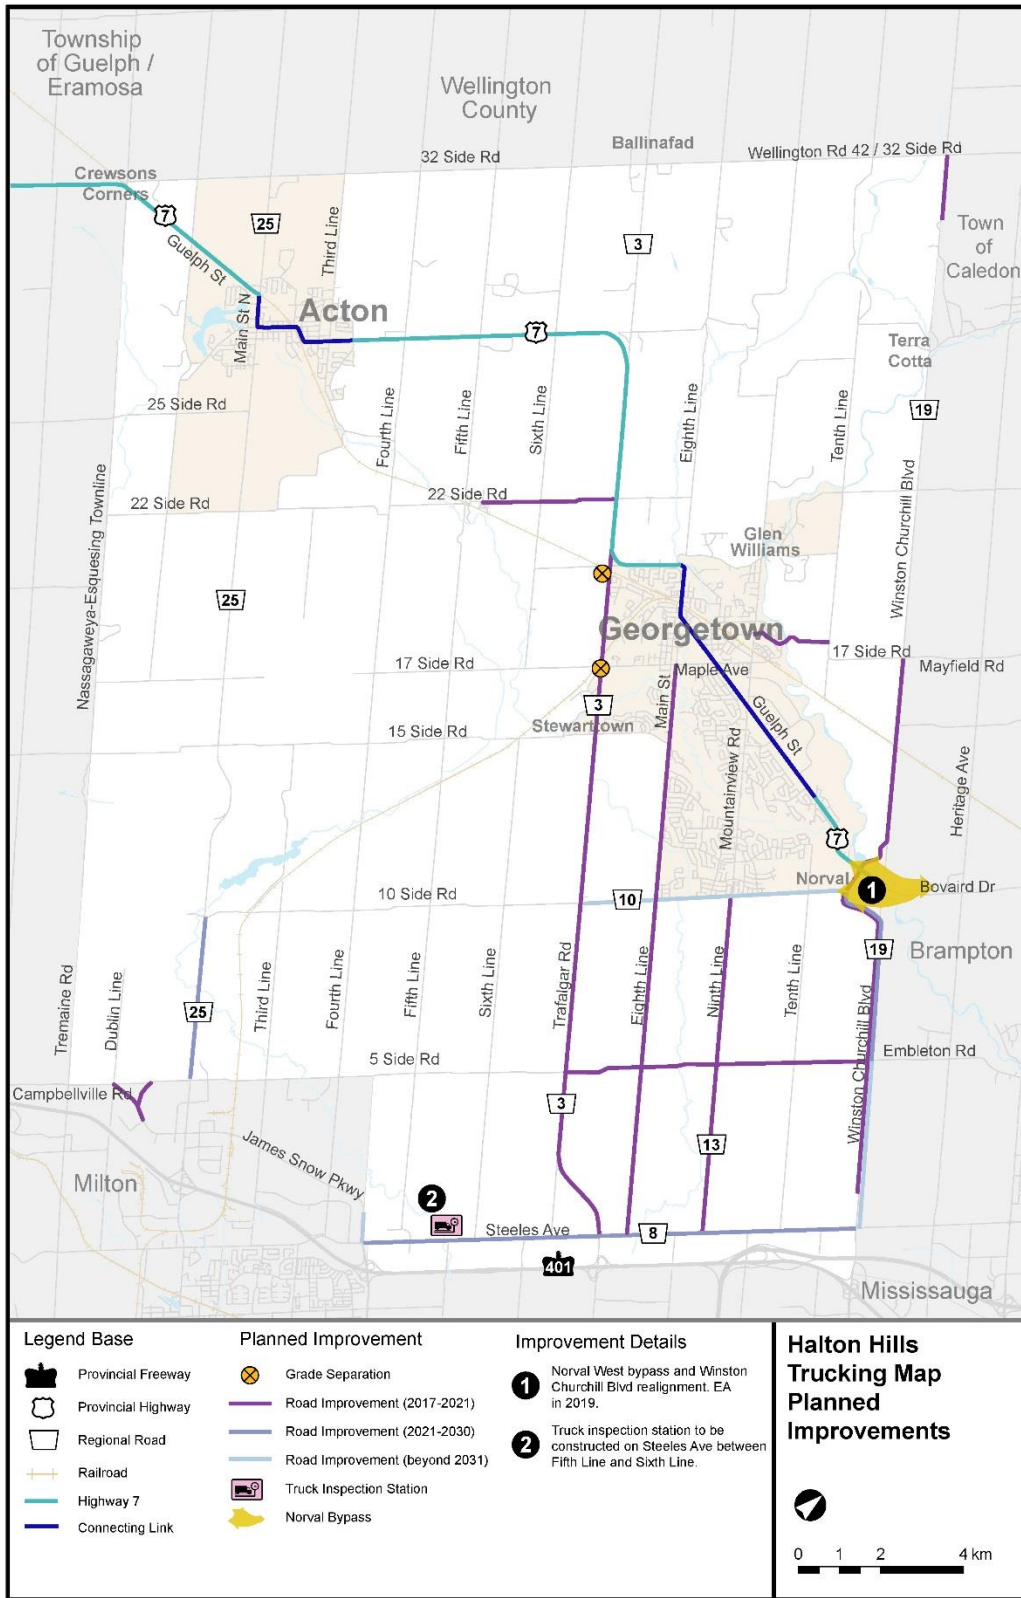 Township
of Guelph /
Eramosa
Wellington
County
Ballinafad
32 Side Rd
Wellington Rd 42 / 32 Side Rd
Crewsons
Corners
7
25
3
Guelph St
Third Line
Town
of
Caledon
Acton
Main St N
7
Terra
Cotta
19
25 Side Rd
Fourth Line
Fifth Line
Sixth Line
Eighth Line
Tenth Line
Winston Churchill Blvd
Nassagaweya-Esquesing Townline
22 Side Rd
22 Side Rd
Glen
Williams
25
Georgetown
17 Side Rd
17 Side Rd
Mayfield Rd
Maple Ave
Main St
3
Stewarttown
15 Side Rd
Guelph St
Mountainview Rd
Heritage Ave
7
Norval
1
Bovaird Dr
10 Side Rd
10
Brampton
19
Tremaine Rd
Dublin Line
25
Third Line
Fourth Line
Fifth Line
Sixth Line
Trafalgar Rd
Eighth Line
Ninth Line
Tenth Line
Winston Churchill Blvd
5 Side Rd
Embleton Rd
Campbellville Rd
3
13
James Snow Pkwy
Milton
2
Steeles Ave
8
401
Mississauga
Legend Base
Provincial Freeway
Provincial Highway
Regional Road
Railroad
Highway 7
Connecting Link
Planned Improvement
Grade Separation
Road Improvement (2017-2021)
Road Improvement (2021-2030)
Road Improvement (beyond 2031)
Truck Inspection Station
Norval Bypass
Improvement Details
1
Norval West bypass and Winston
Churchill Blvd realignment. EA
in 2019.
2
Truck inspection station to be
constructed on Steeles Ave between
Fifth Line and Sixth Line.
Halton Hills
Trucking Map
Planned
Improvements
0 1 2 4 km